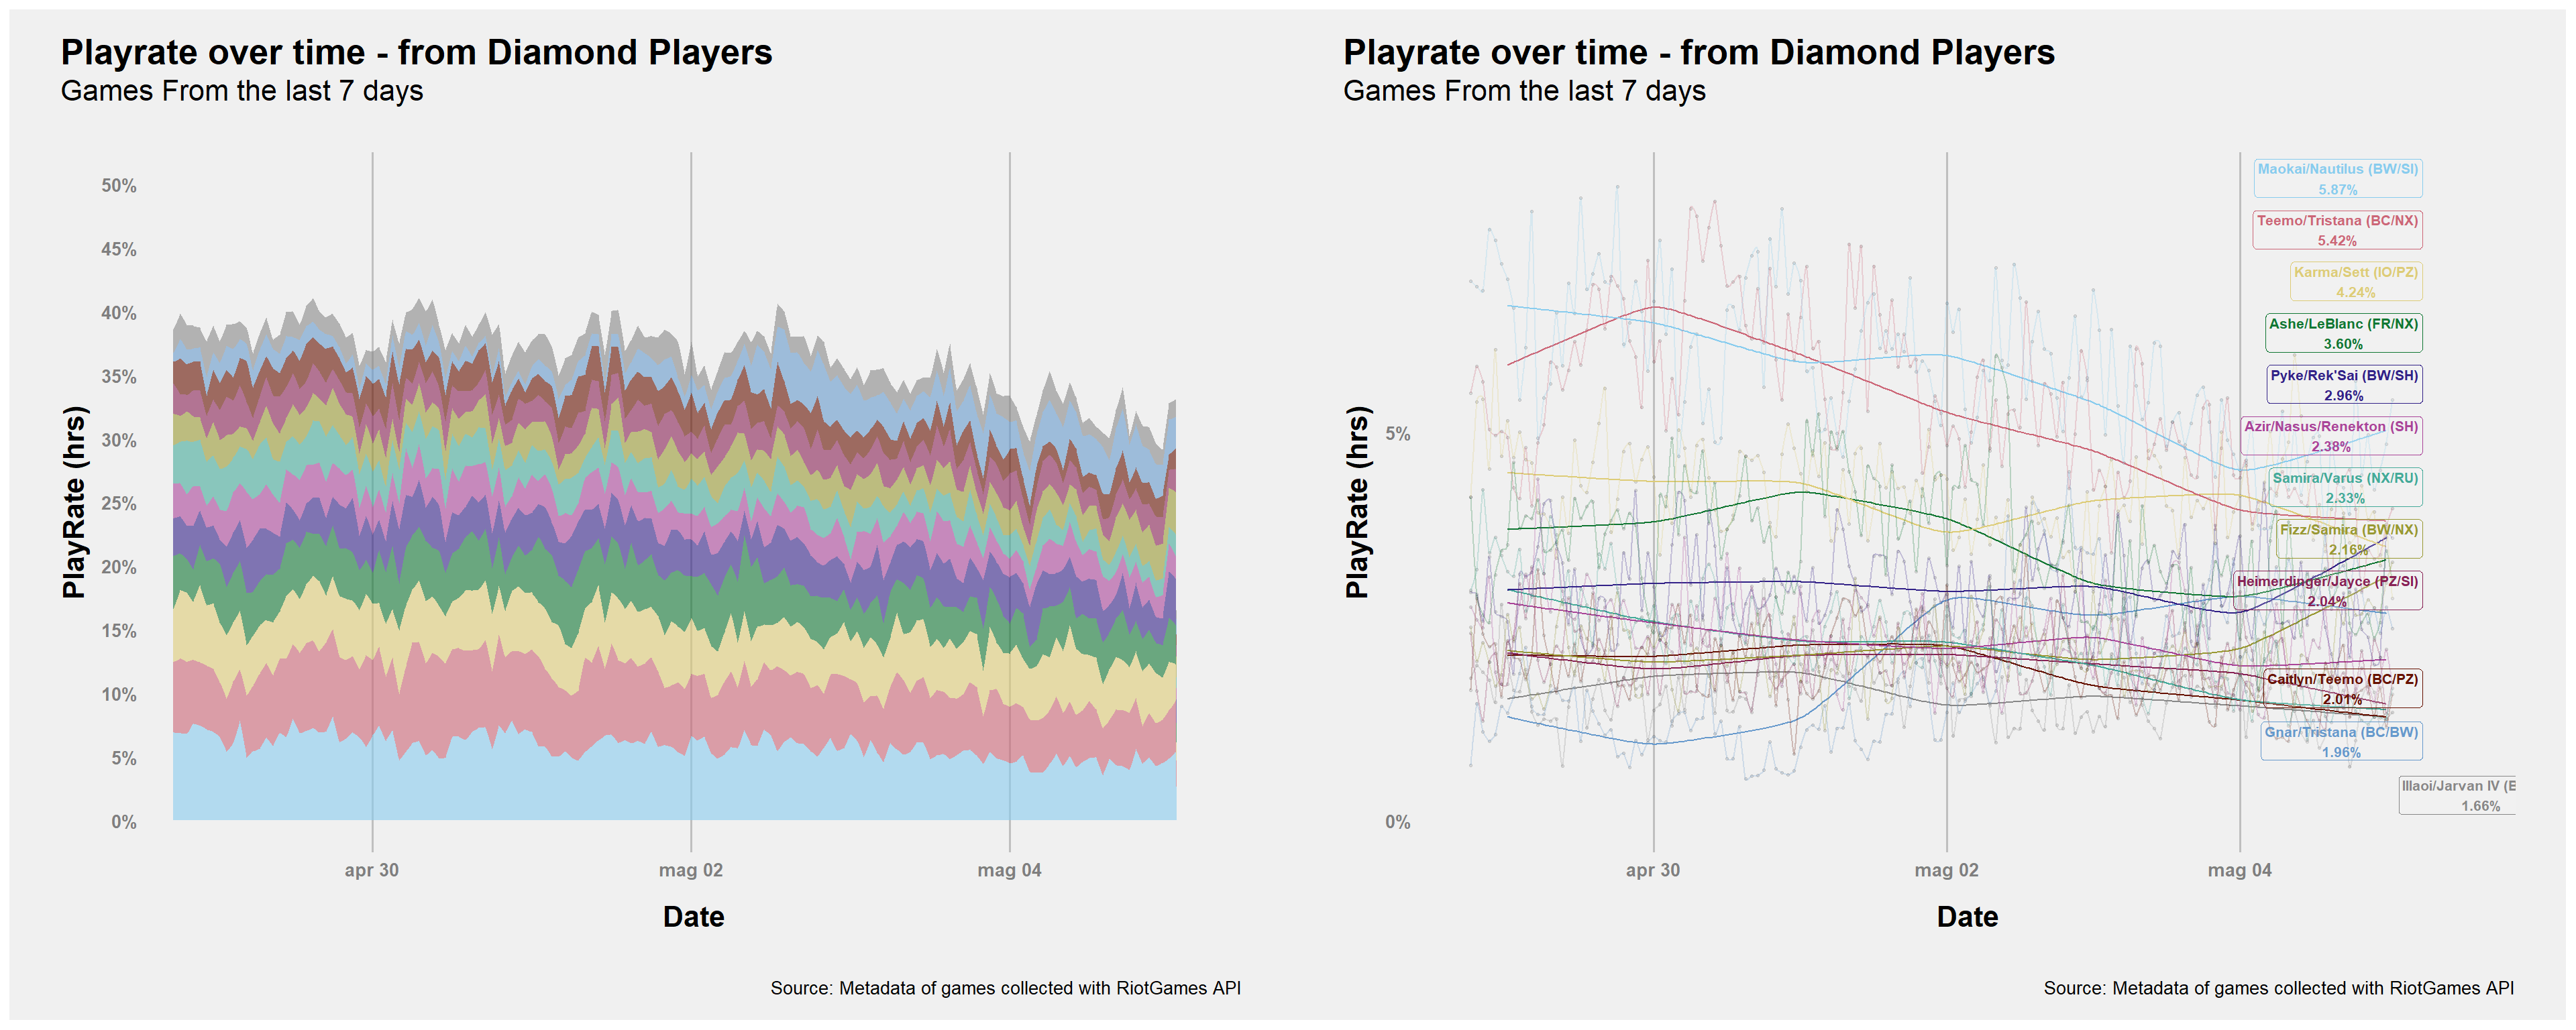 Playrate over time - from Diamond Players
Games From the last 7 days
PlayRate (hrs)
50%
45%
40%
35%
30%
25%
20%
15%
10%
5%
0%
apr 30
mag 02
mag 04
Date
Source: Metadata of games collected with RiotGames API
Playrate over time - from Diamond Players
Games From the last 7 days
PlayRate (hrs)
5%
0%
Maokai/Nautilus (BW/SI)
5.87%
Teemo/Tristana (BC/NX)
5.42%
Karma/Sett (IO/PZ)
4.24%
Ashe/LeBlanc (FR/NX)
3.60%
Pyke/Rek'Sai (BW/SH)
2.96%
Azir/Nasus/Renekton (SH)
2.38%
Samira/Varus (NX/RU)
2.33%
Fizz/Samira (BW/NX)
2.16%
Heimerdinger/Jayce (PZ/SI)
2.04%
Caitlyn/Teemo (BC/PZ)
2.01%
Gnar/Tristana (BC/BW)
1.96%
Illaoi/Jarvan IV (
1.66%
apr 30
mag 02
mag 04
Date
Source: Metadata of games collected with RiotGames API